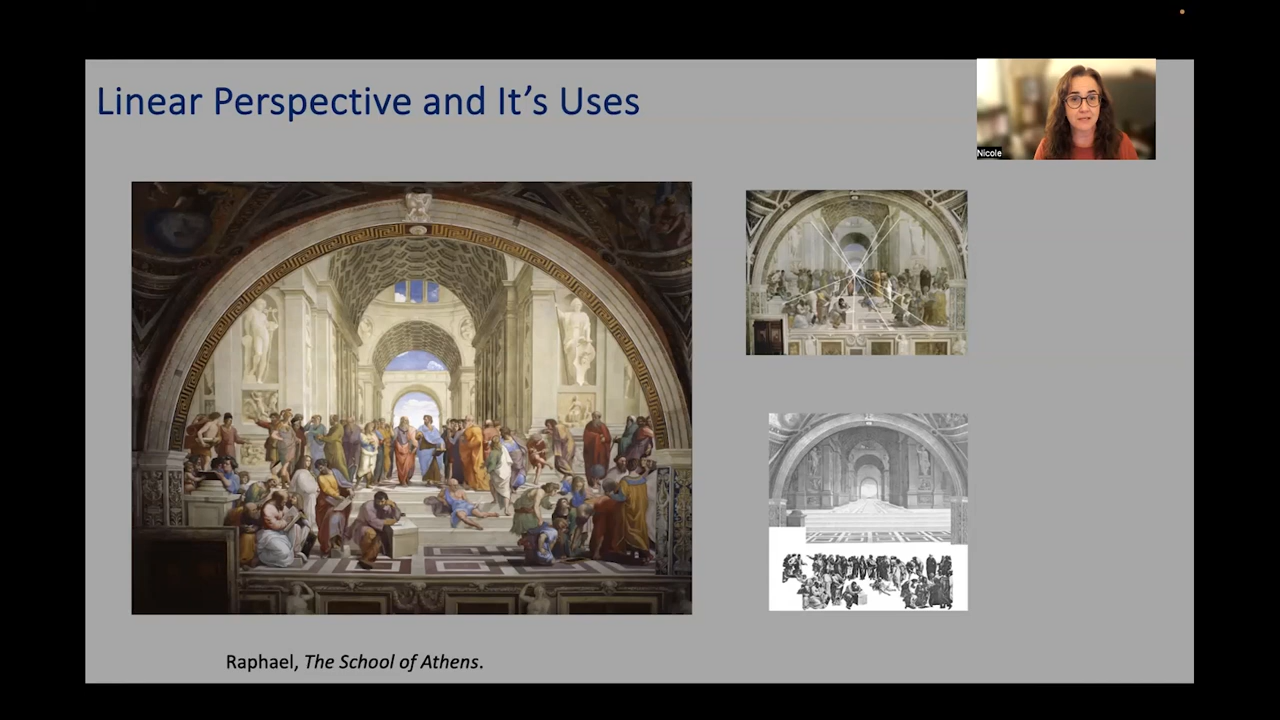 Linear Perspective and It’s Uses
Nicole
Raphael, The School of Athens.